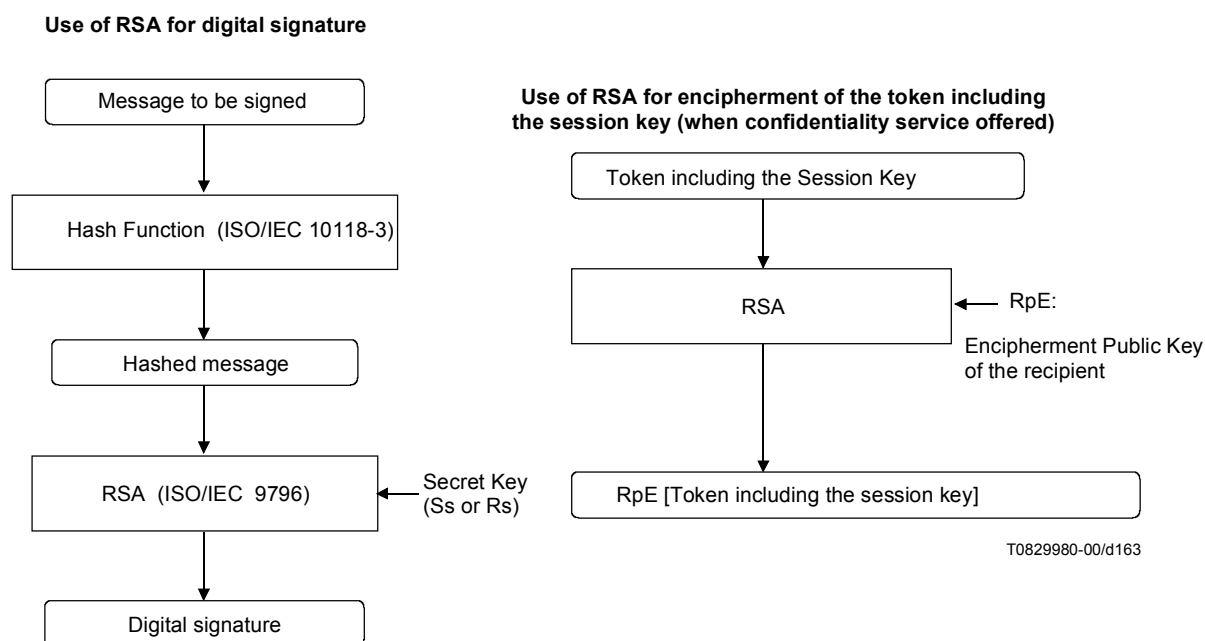 Use of RSA for digital signature
Message to be signed
Hash Function (ISO/IEC 10118-3)
Hashed message
RSA (ISO/IEC 9796)
Secret Key
(Ss or Rs)
Digital signature
Use of RSA for encipherment of the token including
the session key (when confidentiality service offered)
Token including the Session Key
RSA
RpE:
Encipherment Public Key
of the recipient
RpE [Token including the session key]
T0829980-00/d163